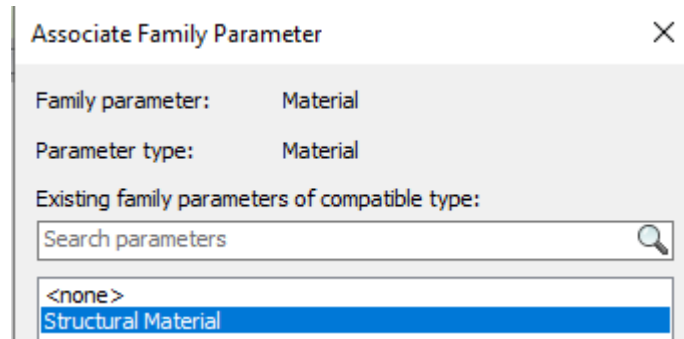 Associate Family Parameter
Family parameter: Material
Parameter type: Material
Existing family parameters of compatible type:
Search parameters
<none>
Structural Material